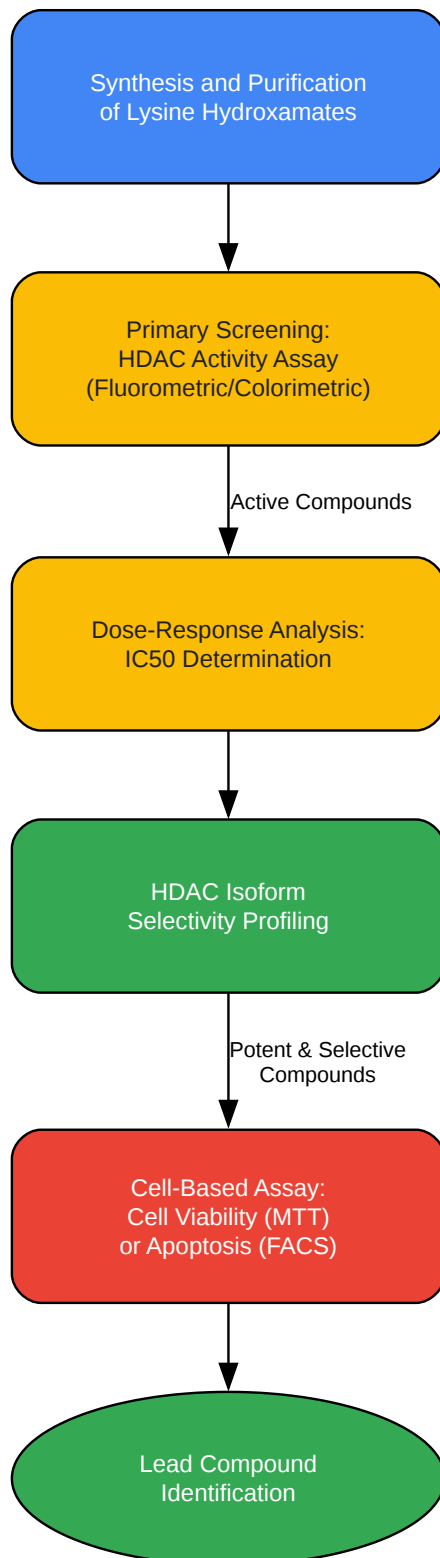 Synthesis and Purification
of Lysine Hydroxamates
Primary Screening:
HDAC Activity Assay
(Fluorometric/Colorimetric)
Active Compounds
Dose-Response Analysis:
IC50 Determination
HDAC Isoform
Selectivity Profiling
Potent & Selective
Compounds
Cell-Based Assay:
Cell Viability (MTT)
or Apoptosis (FACS)
Lead Compound
Identification